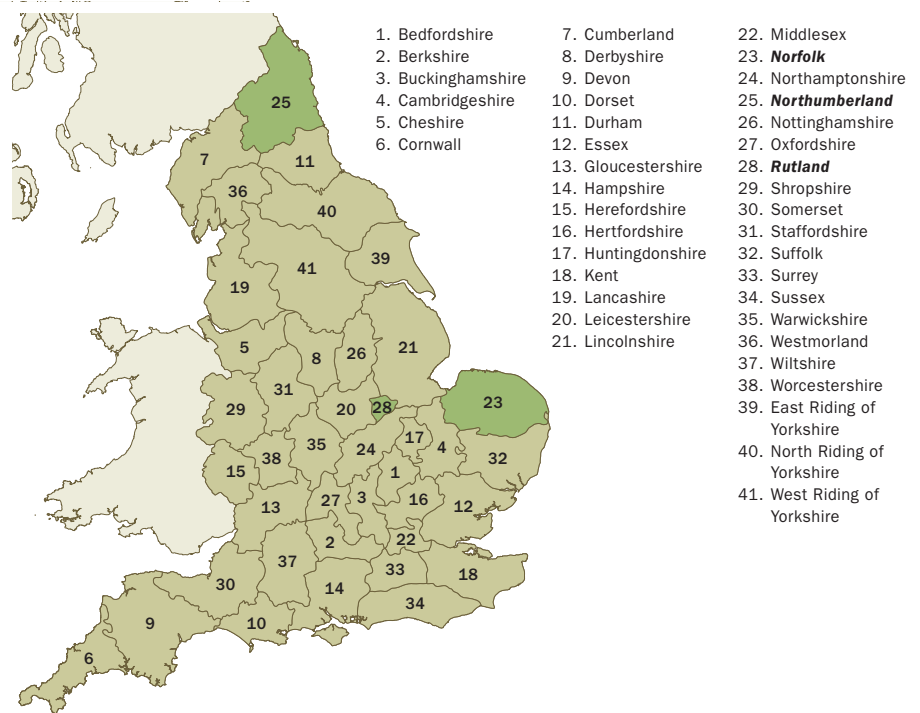 1. Bedfordshire
2. Berkshire
3. Buckinghamshire
4. Cambridgeshire
5. Cheshire
6. Cornwall
7. Cumberland
8. Derbyshire
9. Devon
10. Dorset
11. Durham
12. Essex
13. Gloucestershire
14. Hampshire
15. Herefordshire
16. Hertfordshire
17. Huntingdonshire
18. Kent
19. Lancashire
20. Leicestershire
21. Lincolnshire
22. Middlesex
23. Norfolk
24. Northamptonshire
25. Northumberland
26. Nottinghamshire
27. Oxfordshire
28. Rutland
29. Shropshire
30. Somerset
31. Staffordshire
32. Suffolk
33. Surrey
34. Sussex
35. Warwickshire
36. Westmorland
37. Wiltshire
38. Worcestershire
39. East Riding of
Yorkshire
40. North Riding of
Yorkshire
41. West Riding of
Yorkshire
25
7
11
36
40
39
41
19
5
8
26
21
31
29
20
28
23
35
24
17
4
32
38
15
1
13
27
3
16
12
2
22
37
33
18
30
14
34
9
10
6